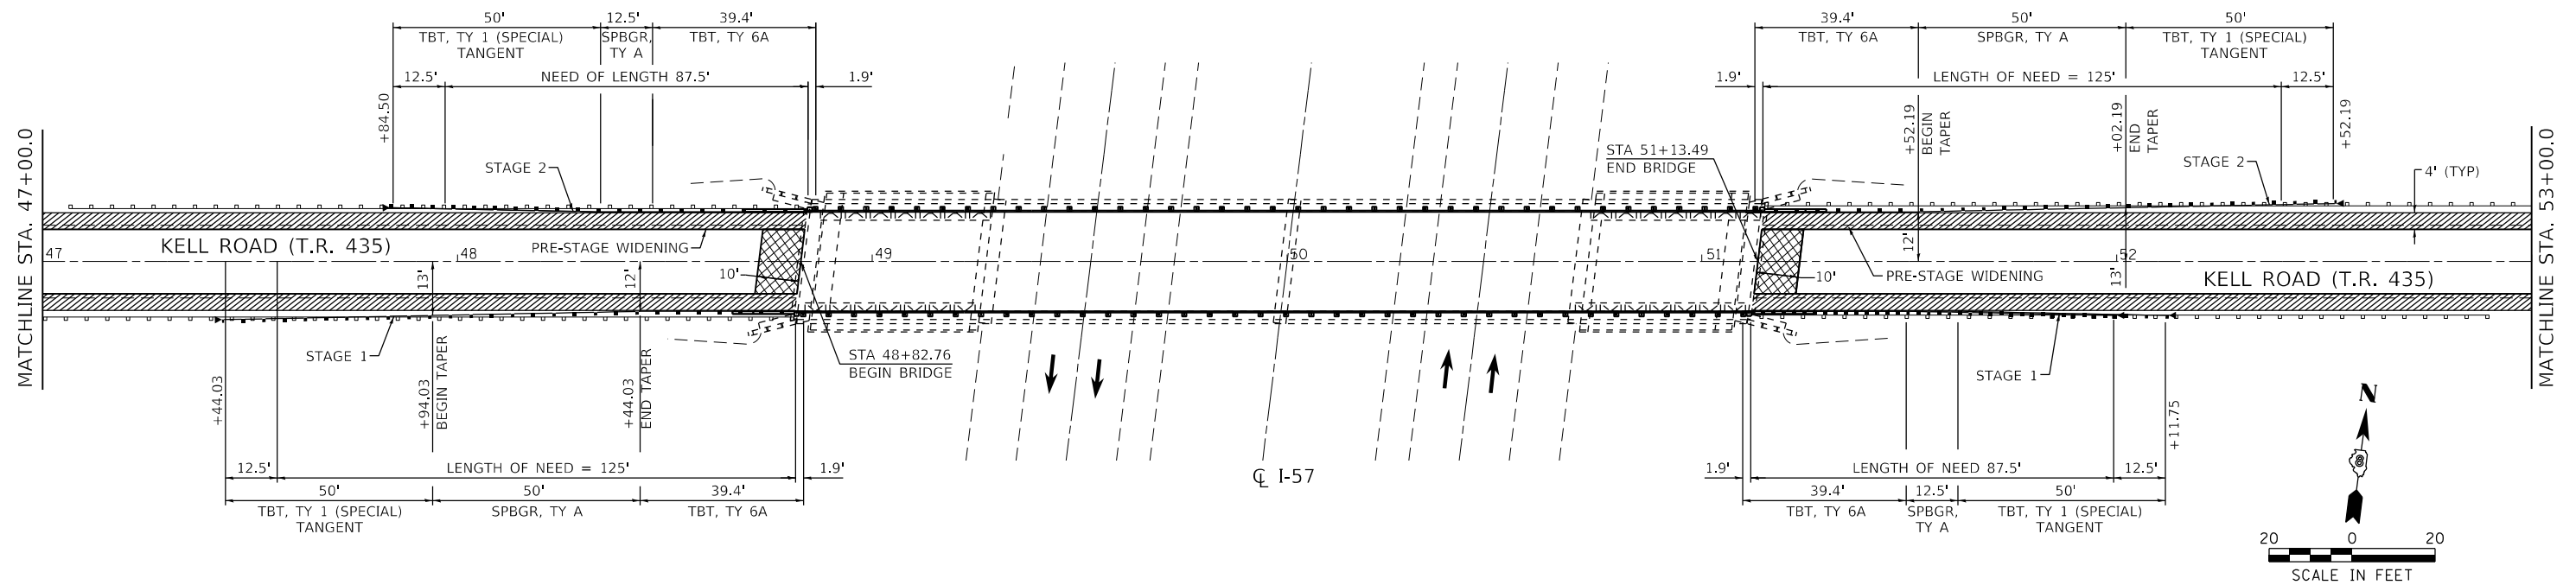 50' 12.5' 39.4'
TBT, TY 1 (SPECIAL) TANGENT
SPBGR, TY A
TBT, TY 6A
12.5' NEED OF LENGTH 87.5' 1.9'
+84.50
STAGE 2
39.4' 50' 50'
TBT, TY 6A
SPBGR, TY A
TBT, TY 1 (SPECIAL) TANGENT
1.9' LENGTH OF NEED = 125' 12.5'
+52.19
BEGIN TAPER
+02.19
END TAPER
+52.19
STA 51+13.49
END BRIDGE
STAGE 2
4' (TYP)
MATCHLINE STA. 47+00.0
MATCHLINE STA. 53+00.0
KELL ROAD (T.R. 435)
PRE-STAGE WIDENING
47 48 49 50 51 52
13' 12' 10'
12' 10' 13'
PRE-STAGE WIDENING
KELL ROAD (T.R. 435)
STAGE 1
STA 48+82.76
BEGIN BRIDGE
STAGE 1
+44.03
+94.03
BEGIN TAPER
+44.03
END TAPER
+11.75
N
12.5' LENGTH OF NEED = 125' 1.9'
50' 50' 39.4'
TBT, TY 1 (SPECIAL) TANGENT
SPBGR, TY A
TBT, TY 6A
℄ I-57
1.9' LENGTH OF NEED 87.5' 12.5'
39.4' 12.5' 50'
TBT, TY 6A
SPBGR, TY A
TBT, TY 1 (SPECIAL) TANGENT
20 0 20
SCALE IN FEET